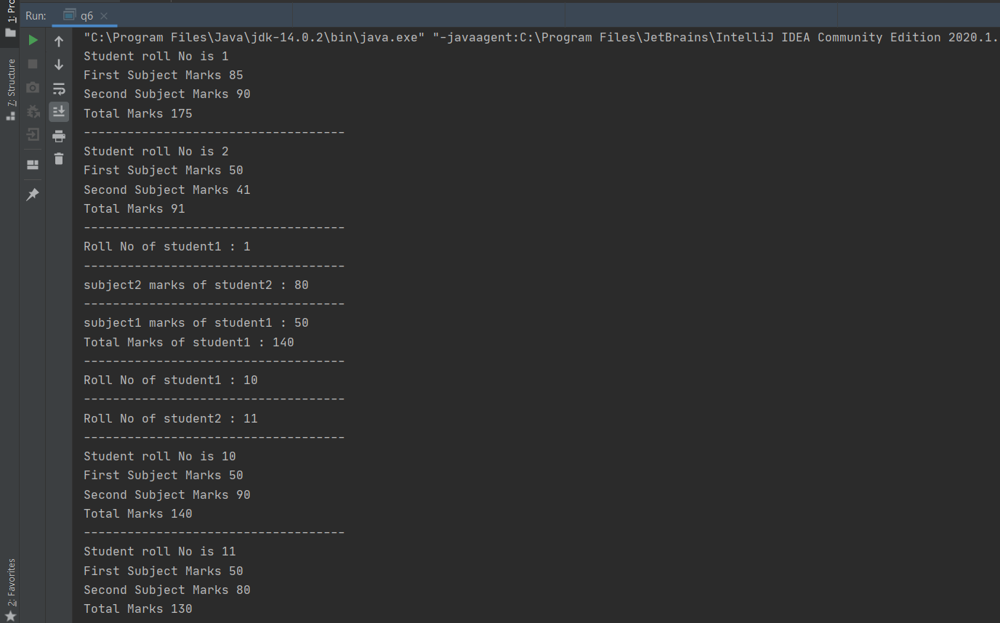 1: Pro
Run: q6
"C:\Program Files\Java\jdk-14.0.2\bin\java.exe" "-javaagent:C:\Program Files\JetBrains\IntelliJ IDEA Community Edition 2020.1.
Student roll No is 1
First Subject Marks 85
Second Subject Marks 90
Total Marks 175
------------------------------------
Student roll No is 2
First Subject Marks 50
Second Subject Marks 41
Total Marks 91
------------------------------------
Roll No of student1 : 1
------------------------------------
subject2 marks of student2 : 80
------------------------------------
subject1 marks of student1 : 50
Total Marks of student1 : 140
------------------------------------
Roll No of student1 : 10
------------------------------------
Roll No of student2 : 11
------------------------------------
Student roll No is 10
First Subject Marks 50
Second Subject Marks 90
Total Marks 140
------------------------------------
Student roll No is 11
First Subject Marks 50
Second Subject Marks 80
Total Marks 130
7: Structure
2: Favorites